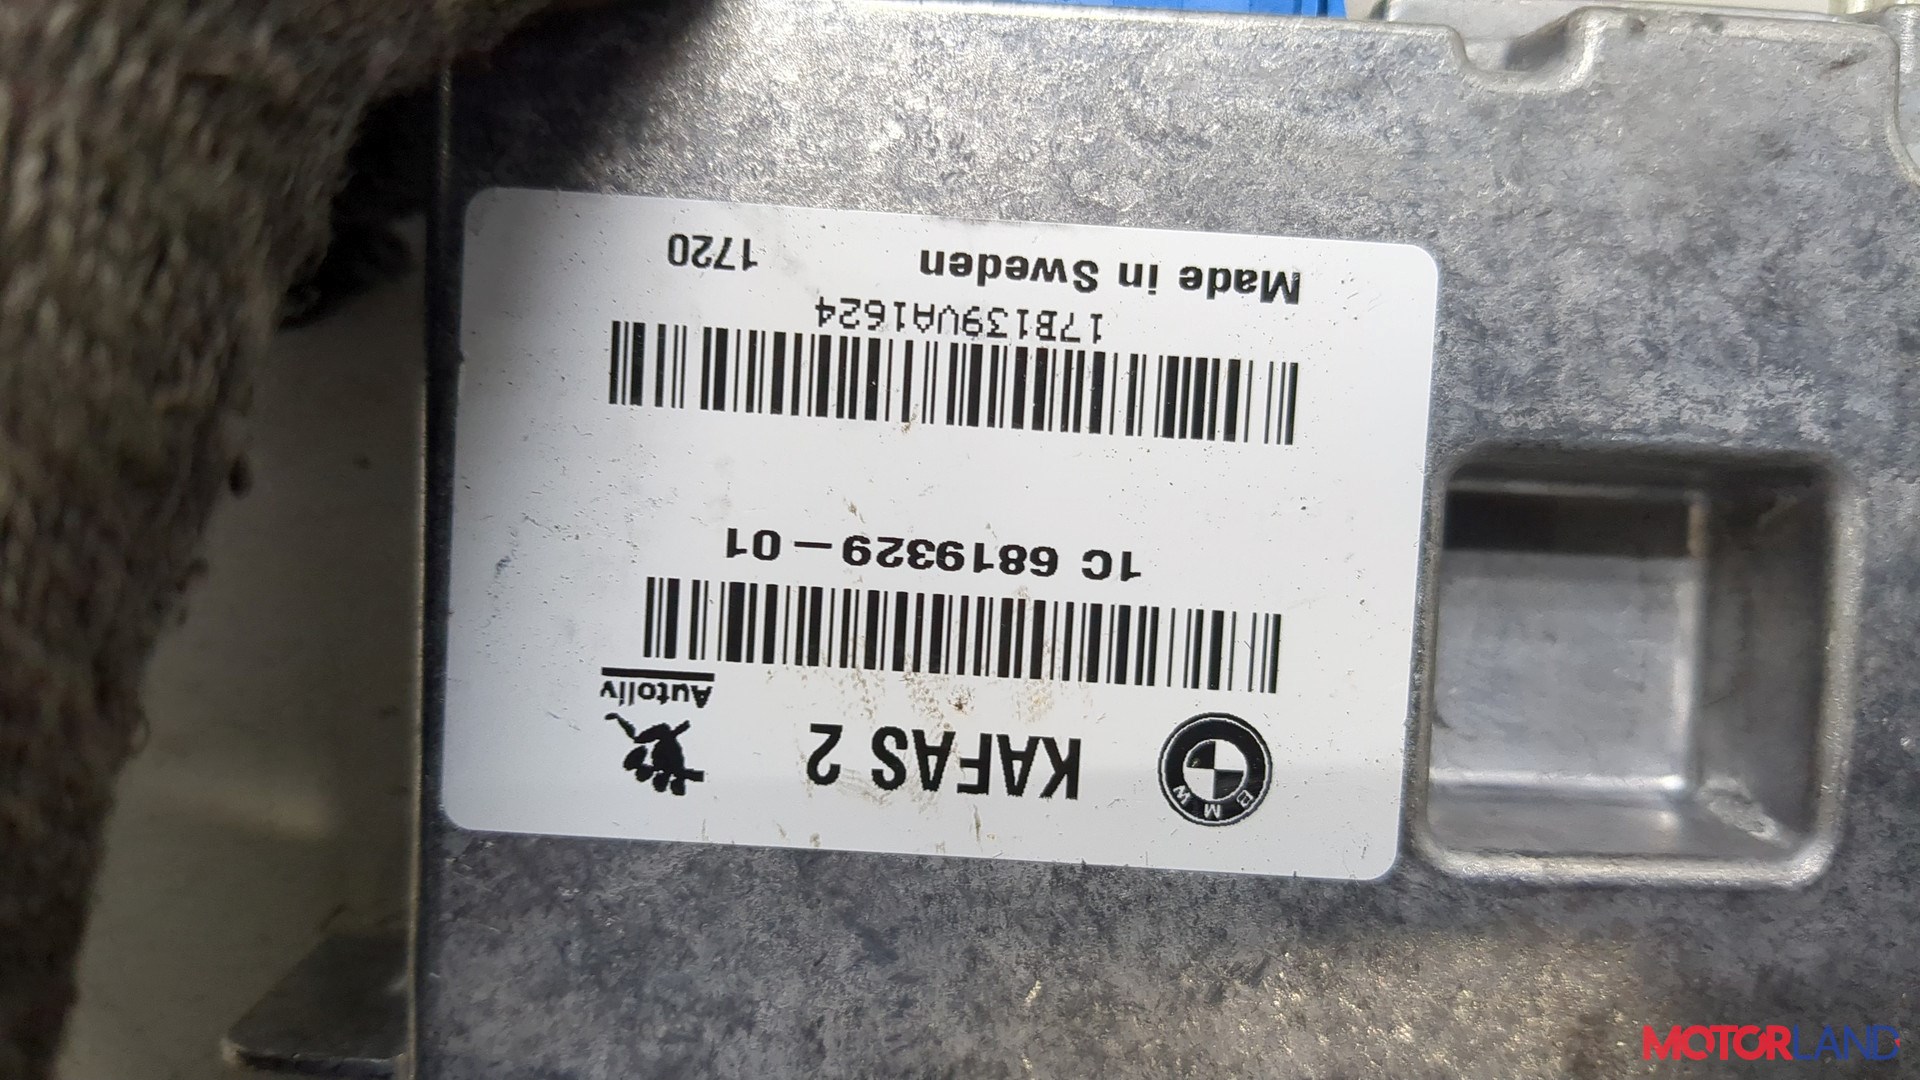 BMW
KAFAS 2
Autoliv
1C 6819329-01
17B139VA1624
Made in Sweden 1720
MOTORLAND